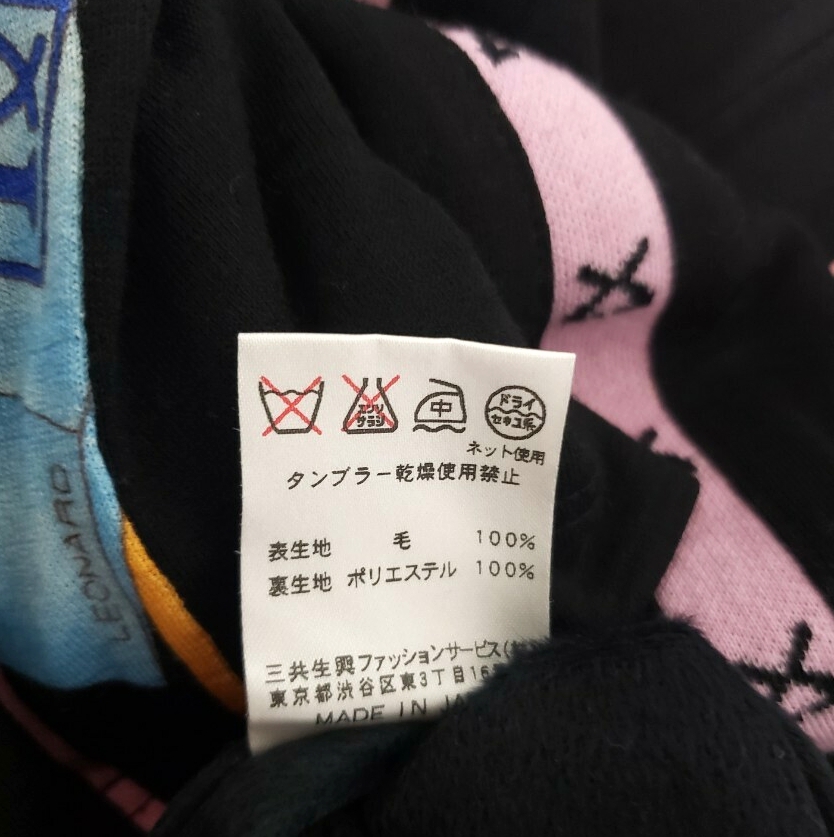 エンソ
サラシ
中
ドライ
セキユ系
ネット使用
タンブラー乾燥使用禁止
表生地 毛 100%
裏生地 ポリエステル 100%
三共生興ファッションサービス(
東京都渋谷区東3丁目16
MADE IN
LEONARD